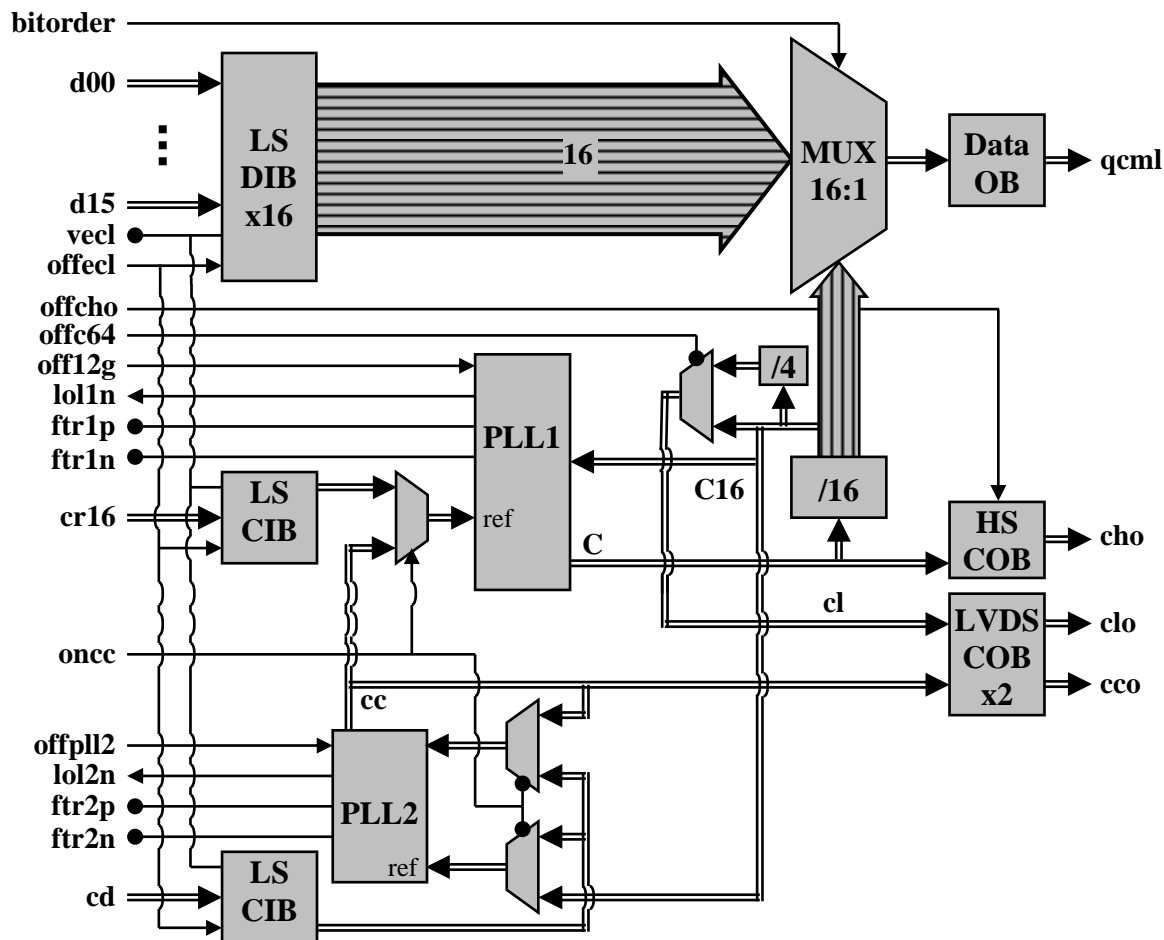 bitorder
d00
LS
DIB
x16
16
MUX
16:1
Data
OB
qcml
d15
vecl
offecl
offcho
offc64
off12g
lol1n
ftr1p
ftr1n
/4
PLL1
ref
C16
/16
C
cr16
LS
CIB
HS
COB
cho
cl
LVDS
COB
x2
clo
cco
oncc
cc
offpll2
lol2n
ftr2p
ftr2n
PLL2
ref
cd
LS
CIB